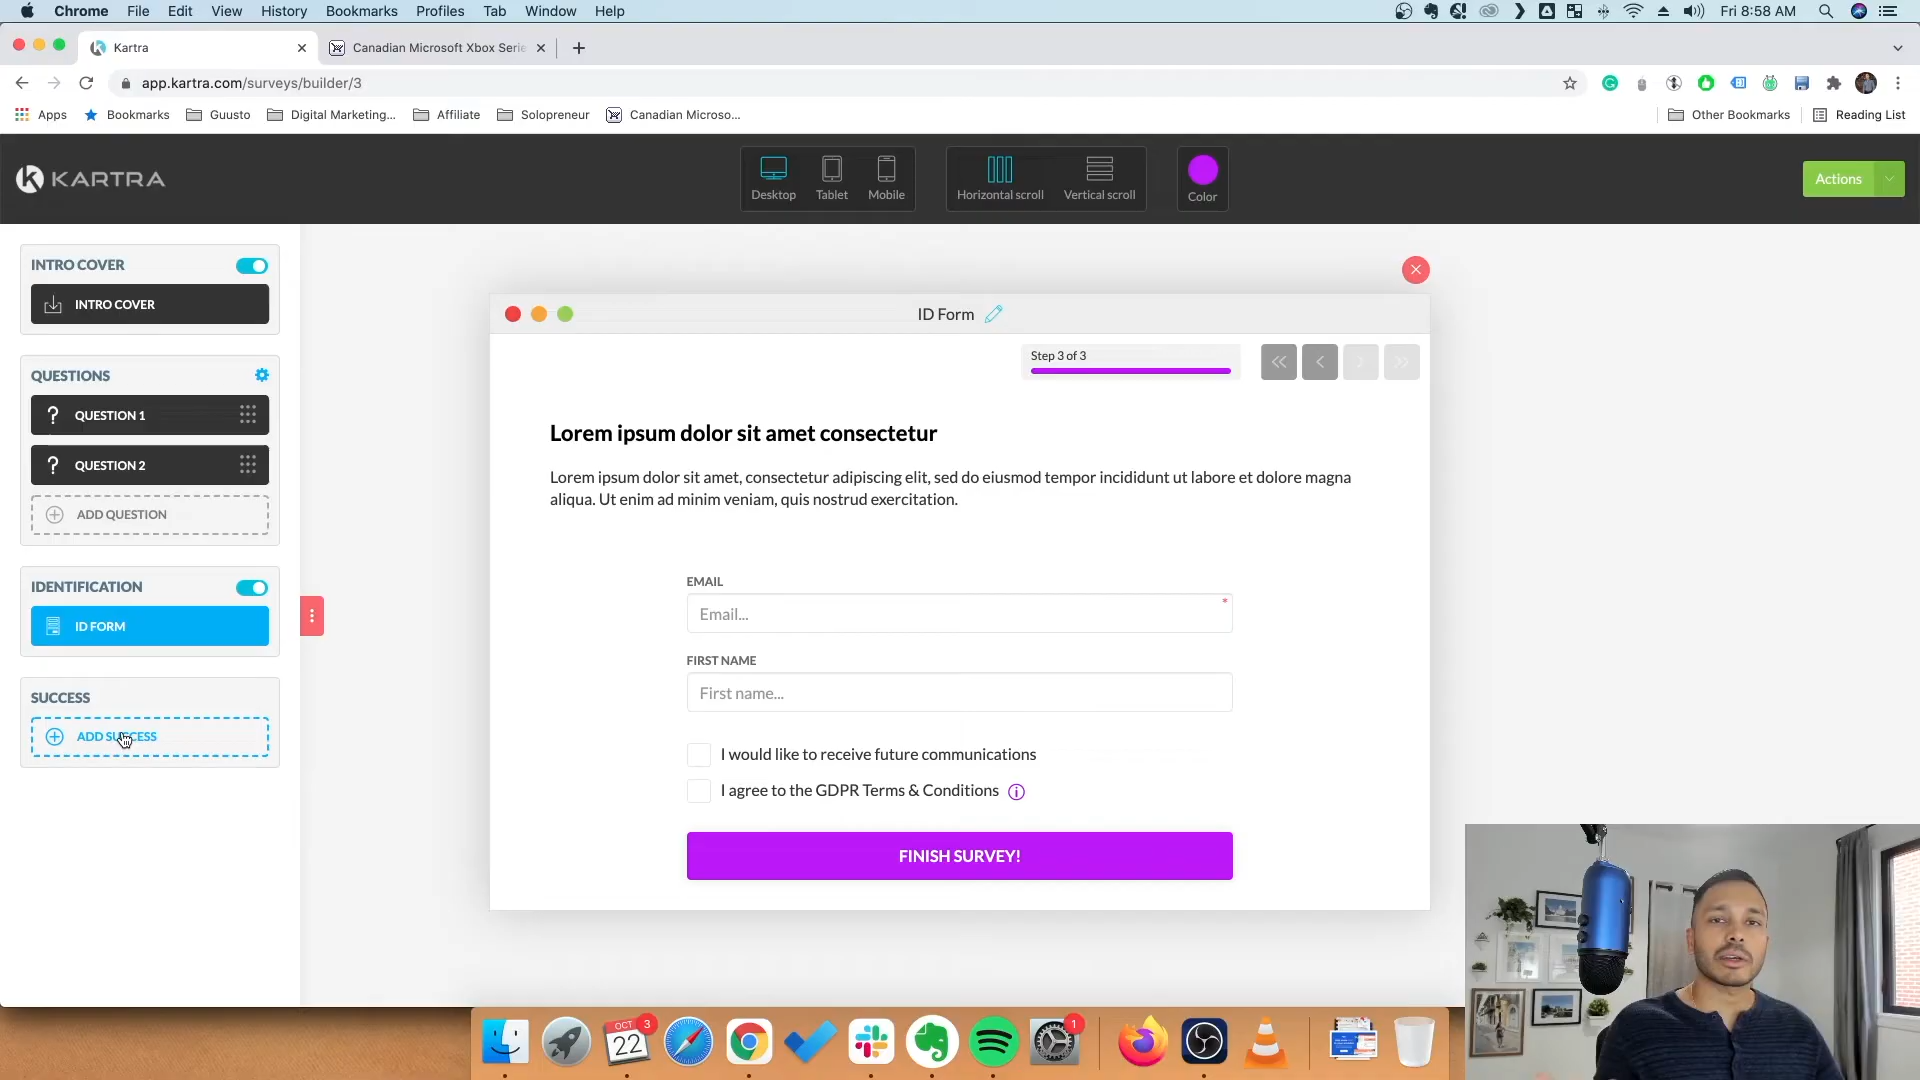 Chrome File Edit View History Bookmarks Profiles Tab Window Help Fri 8:58 AM
Kartra
Canadian Microsoft Xbox Serie
app.kartra.com/surveys/builder/3
Apps Bookmarks Guusto Digital Marketing... Affiliate Solopreneur Canadian Microso... Other Bookmarks Reading List
KARTRA
Desktop Tablet Mobile Horizontal scroll Vertical scroll Color
Actions
INTRO COVER
INTRO COVER
QUESTIONS
? QUESTION 1
? QUESTION 2
ADD QUESTION
IDENTIFICATION
ID FORM
SUCCESS
ADD SUCCESS
ID Form
Step 3 of 3
Lorem ipsum dolor sit amet consectetur
Lorem ipsum dolor sit amet, consectetur adipiscing elit, sed do eiusmod tempor incididunt ut labore et dolore magna
aliqua. Ut enim ad minim veniam, quis nostrud exercitation.
EMAIL
Email... *
FIRST NAME
First name...
I would like to receive future communications
I agree to the GDPR Terms & Conditions
FINISH SURVEY!
OCT
22
3
1